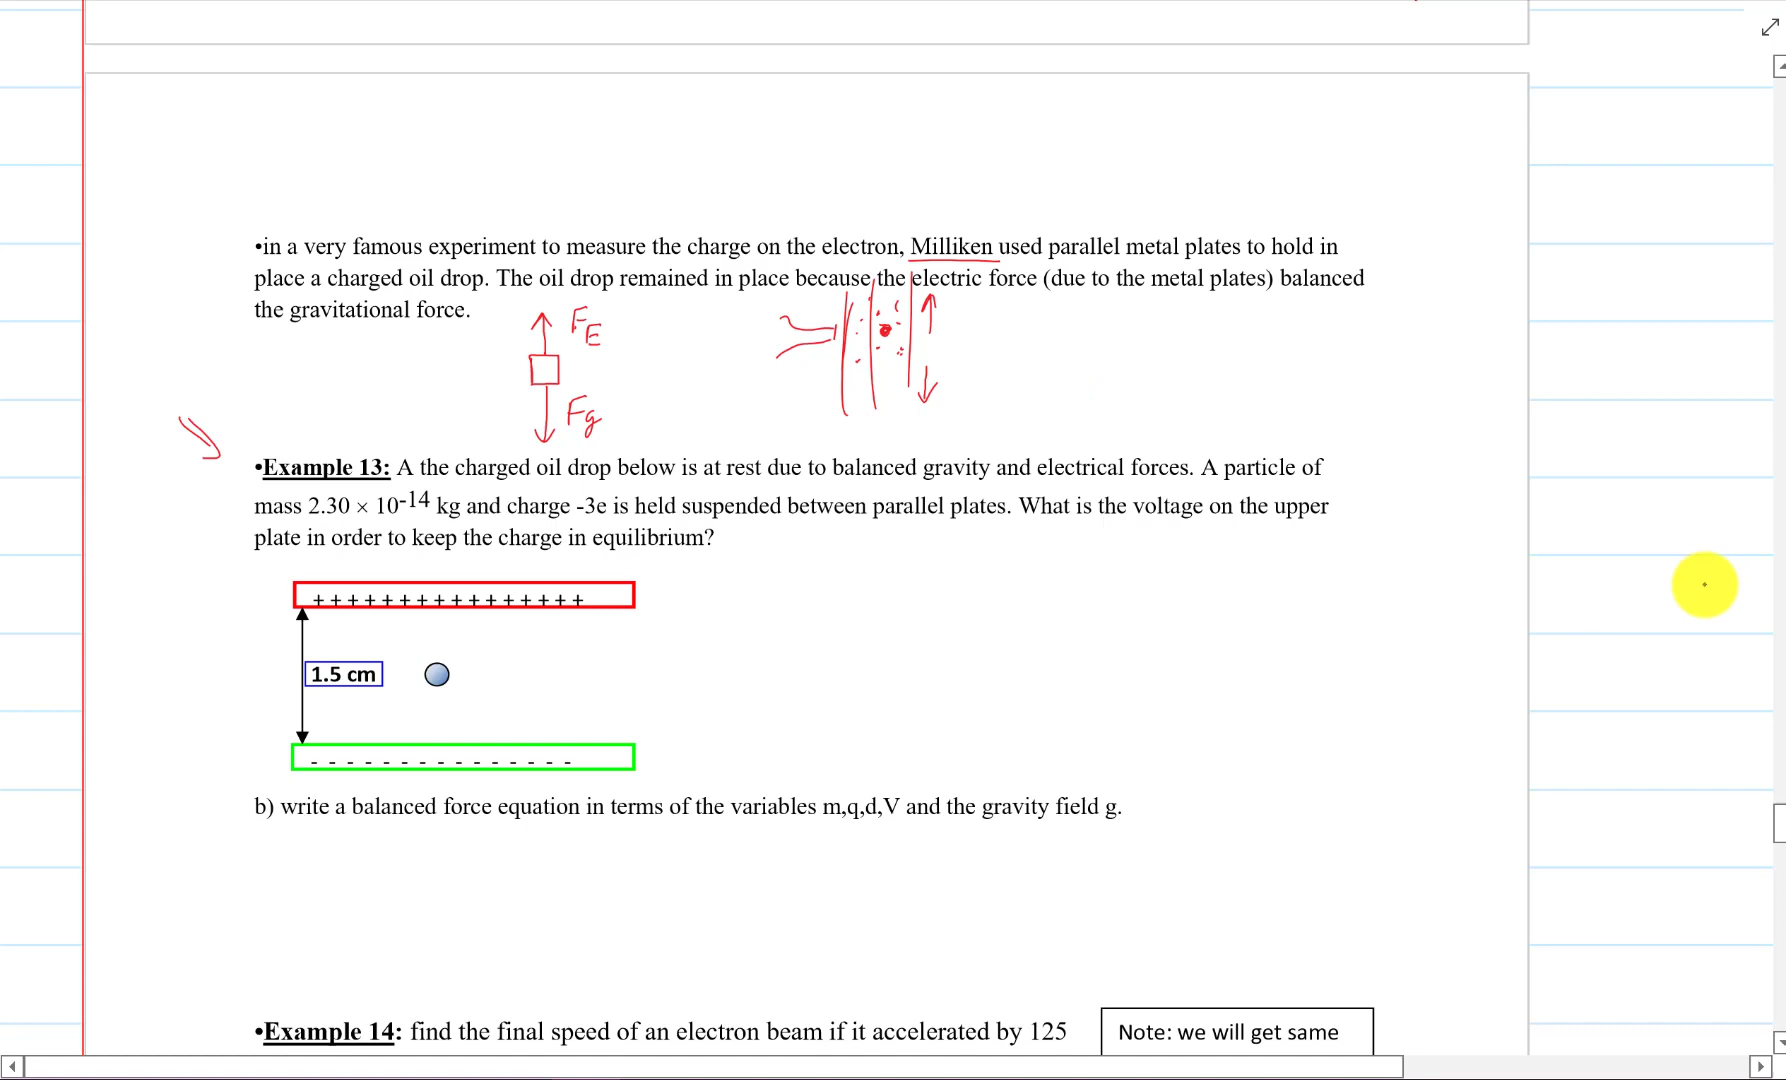 •in a very famous experiment to measure the charge on the electron, Milliken used parallel metal plates to hold in
place a charged oil drop. The oil drop remained in place because the electric force (due to the metal plates) balanced
the gravitational force.
FE
Fg
•Example 13: A the charged oil drop below is at rest due to balanced gravity and electrical forces. A particle of
mass 2.30 × 10-14 kg and charge -3e is held suspended between parallel plates. What is the voltage on the upper
plate in order to keep the charge in equilibrium?
+ + + + + + + + + + + + + + + +
1.5 cm
- - - - - - - - - - - - - - -
b) write a balanced force equation in terms of the variables m,q,d,V and the gravity field g.
•Example 14: find the final speed of an electron beam if it accelerated by 125
Note: we will get same